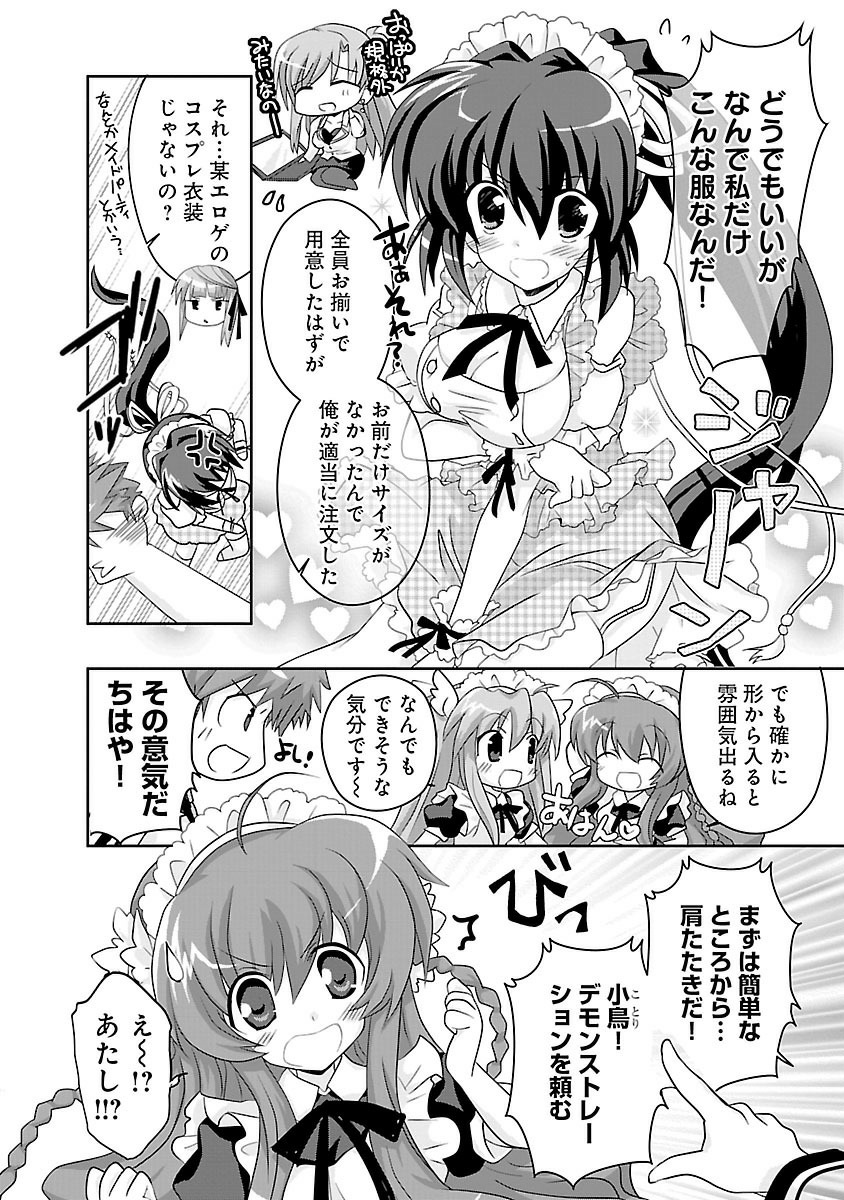 どうでもいいが
なんで私だけ
こんな服なんだ！
ジャーン
おっぱいが
規格外
みたいなのー
あぁそれ？
全員お揃いで
用意したはずが
お前だけサイズが
なかったんで
俺が適当に注文した
それ…某エロゲの
コスプレ衣装
じゃないの？
なんとかメイドパーティ
とかいう…
でも確かに
形から入ると
雰囲気出るね
あはん
なんでも
できそうな
気分です〜
よし！
その意気だ
ちはや！
まずは簡単な
ところから…
肩たたきだ！
小鳥！
ことり
デモンストレー
ションを頼む
びっ
え〜!?
あたし!!?